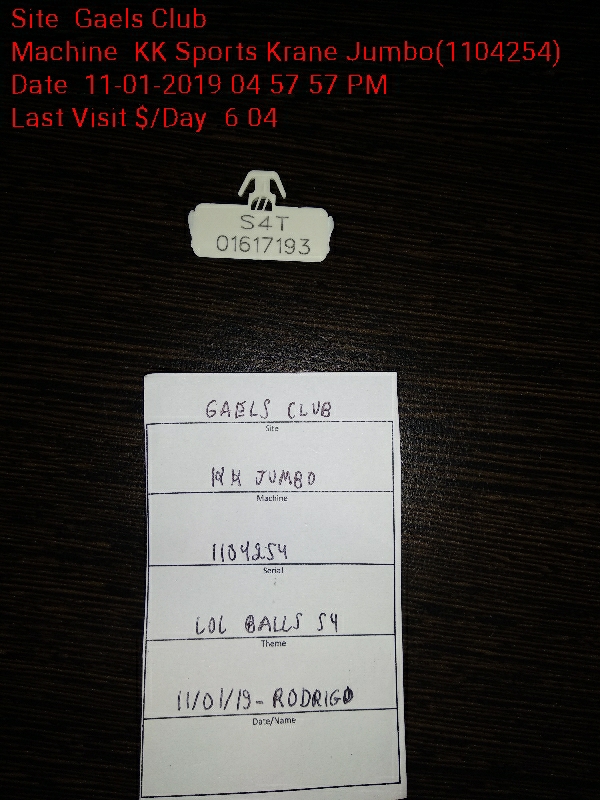 Site Gaels Club
Machine KK Sports Krane Jumbo(1104254)
Date 11-01-2019 04 57 57 PM
Last Visit $/Day 6 04
S4T
01617193
GAELS CLUB
Site
KK JUMBO
Machine
1104254
Serial
LOL BALLS S4
Theme
11/01/19 - RODRIGO
Date/Name